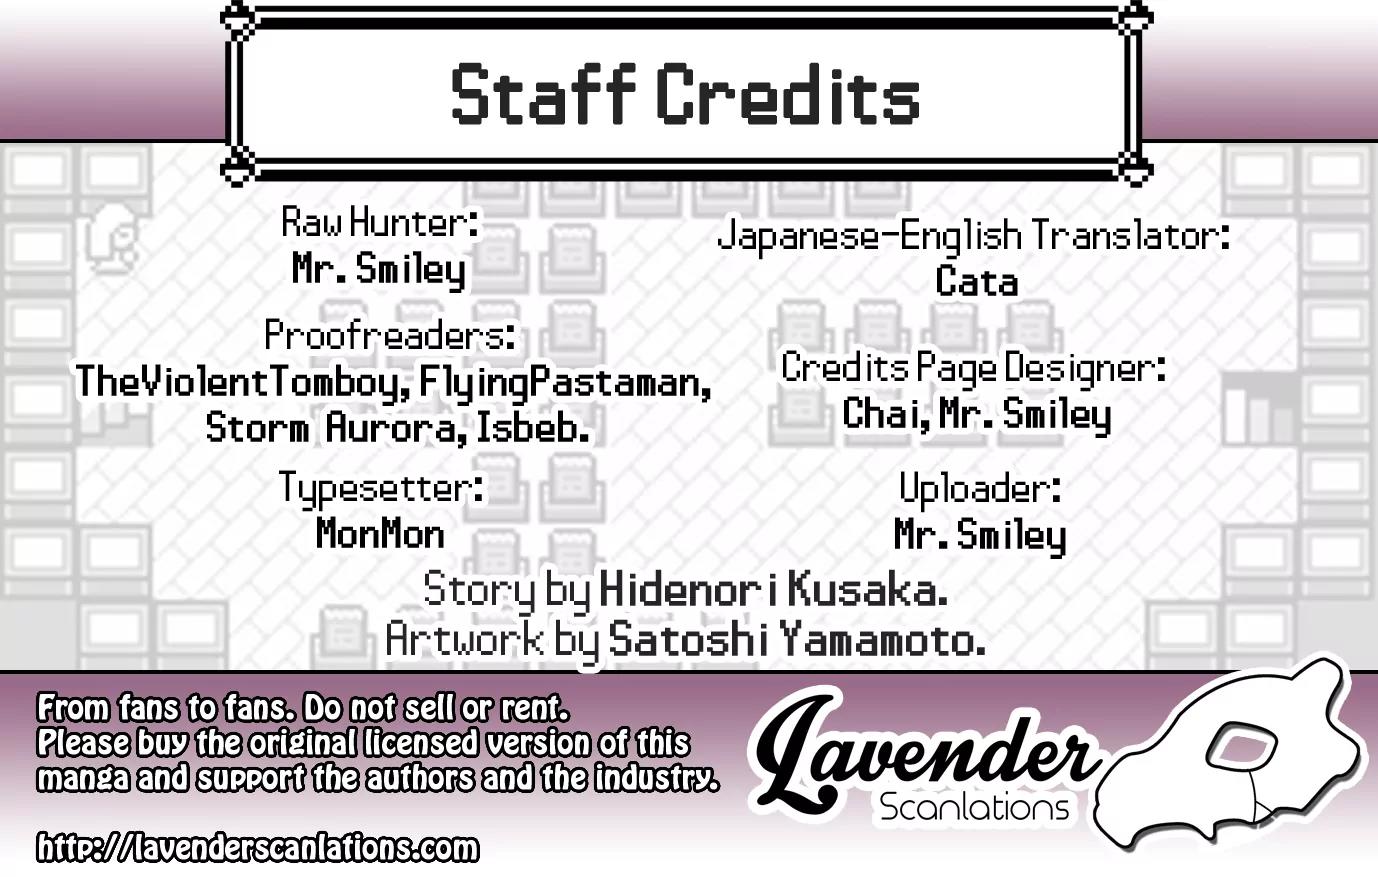 Staff Credits
Raw Hunter:
Mr. Smiley
Proofreaders:
TheViolentTomboy, FlyingPastaman,
Storm Aurora, Isbeb.
Typesetter:
MonMon
Japanese-English Translator:
Cata
Credits Page Designer:
Chai, Mr. Smiley
Uploader:
Mr. Smiley
Story by Hidenori Kusaka.
Artwork by Satoshi Yamamoto.
From fans to fans. Do not sell or rent.
Please buy the original licensed version of this
manga and support the authors and the industry.
http://lavenderscanlations.com
Lavender
Scanlations